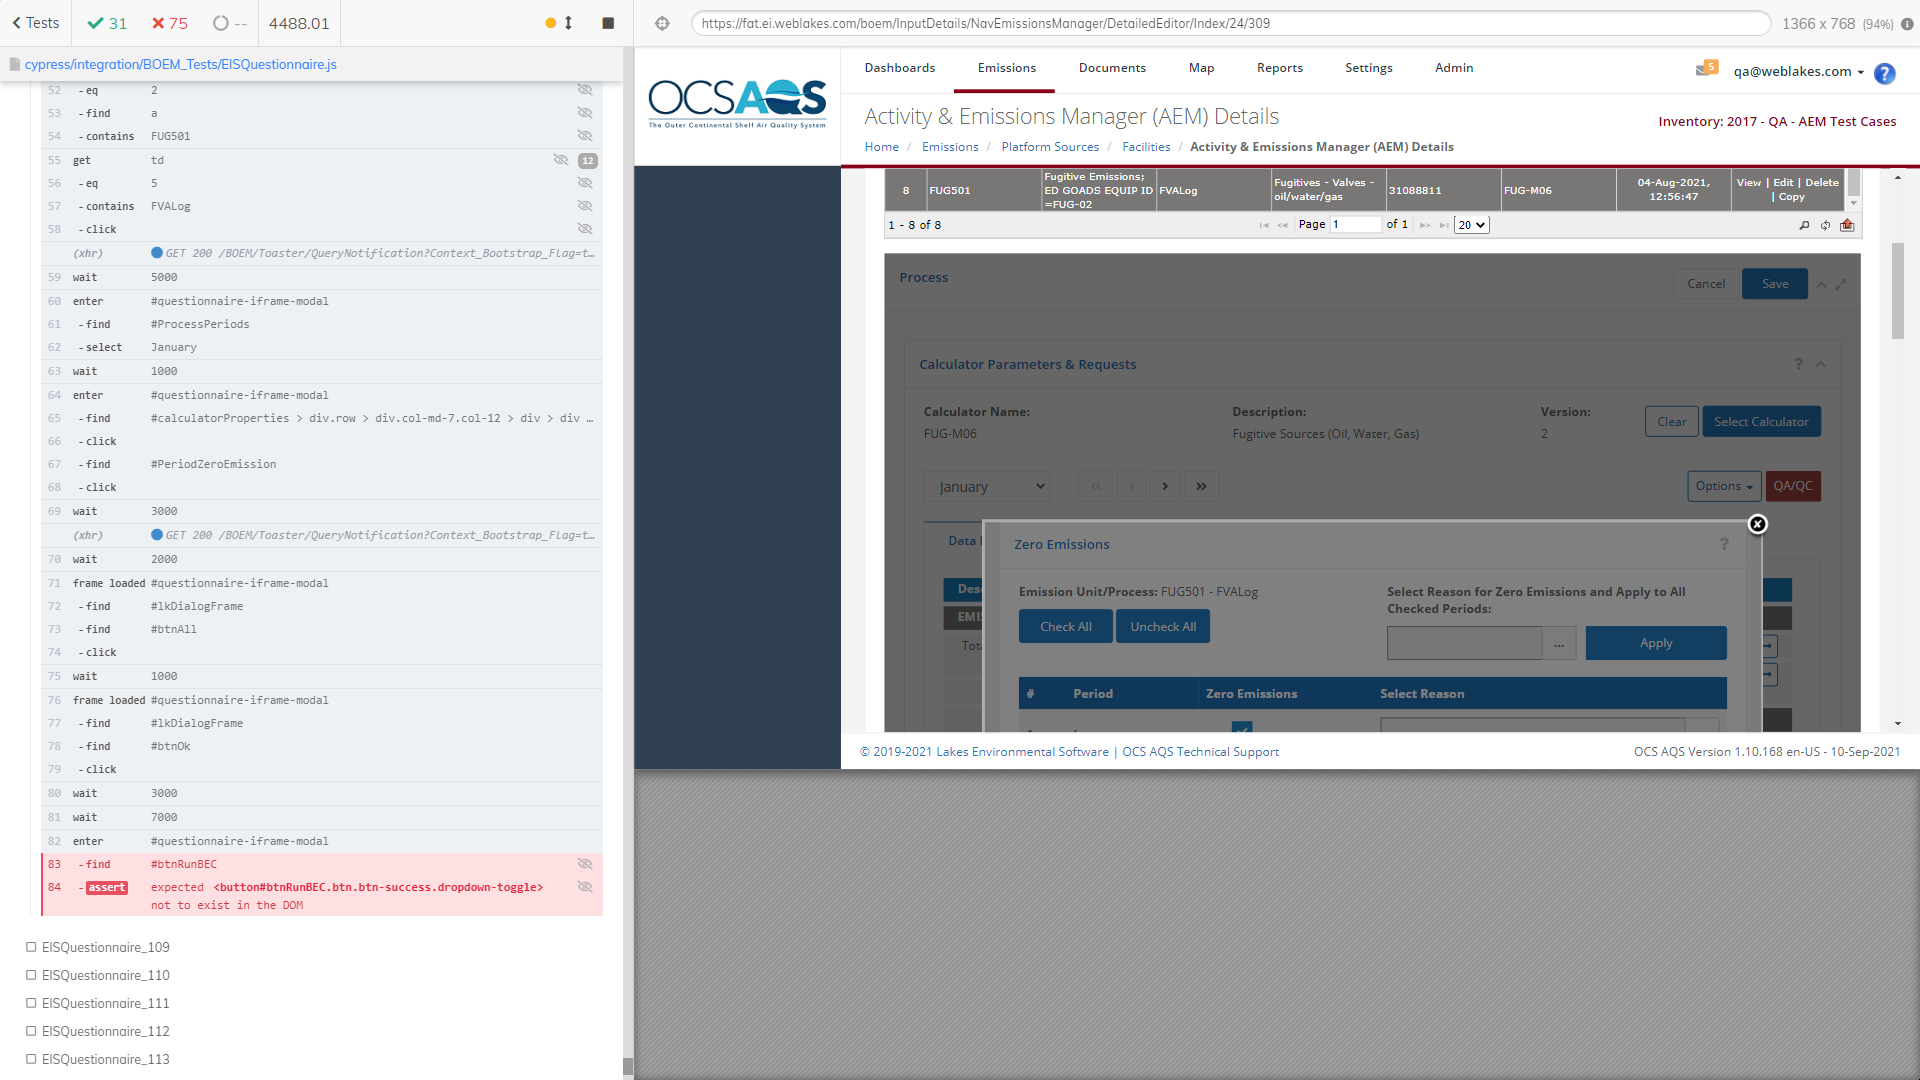 Tests
31
75
--
4488.01
https://fat.ei.weblakes.com/boem/InputDetails/NavEmissionsManager/DetailedEditor/Index/24/309
1366 x 768 (94%)
cypress/integration/BOEM_Tests/EISQuestionnaire.js
52 -eq 2
53 -find a
54 -contains FUG501
55 get td 12
56 -eq 5
57 -contains FVALog
58 -click
(xhr) GET 200 /BOEM/Toaster/QueryNotification?Context_Bootstrap_Flag=t...
59 wait 5000
60 enter #questionnaire-iframe-modal
61 -find #ProcessPeriods
62 -select January
63 wait 1000
64 enter #questionnaire-iframe-modal
65 -find #calculatorProperties > div.row > div.col-md-7.col-12 > div > div ...
66 -click
67 -find #PeriodZeroEmission
68 -click
69 wait 3000
(xhr) GET 200 /BOEM/Toaster/QueryNotification?Context_Bootstrap_Flag=t...
70 wait 2000
71 frame loaded #questionnaire-iframe-modal
72 -find #lkDialogFrame
73 -find #btnAll
74 -click
75 wait 1000
76 frame loaded #questionnaire-iframe-modal
77 -find #lkDialogFrame
78 -find #btnOk
79 -click
80 wait 3000
81 wait 7000
82 enter #questionnaire-iframe-modal
83 -find #btnRunBEC
84 -assert expected <button#btnRunBEC.btn.btn-success.dropdown-toggle>
not to exist in the DOM
EISQuestionnaire_109
EISQuestionnaire_110
EISQuestionnaire_111
EISQuestionnaire_112
EISQuestionnaire_113
OCSAQS
The Outer Continental Shelf Air Quality System
Dashboards Emissions Documents Map Reports Settings Admin
5
qa@weblakes.com
?
Activity & Emissions Manager (AEM) Details
Inventory: 2017 - QA - AEM Test Cases
Home / Emissions / Platform Sources / Facilities / Activity & Emissions Manager (AEM) Details
8 FUG501 Fugitive Emissions; ED GOADS EQUIP ID =FUG-02 FVALog Fugitives - Valves - oil/water/gas 31088811 FUG-M06 04-Aug-2021, 12:56:47 View | Edit | Delete | Copy
1 - 8 of 8
Page 1 of 1 20
Process
Cancel Save
Calculator Parameters & Requests
?
Calculator Name: Description: Version:
FUG-M06 Fugitive Sources (Oil, Water, Gas) 2
Clear Select Calculator
January
« ‹ › »
Options QA/QC
Data
Zero Emissions
?
Desc
EMIS
Tota
Emission Unit/Process: FUG501 - FVALog
Select Reason for Zero Emissions and Apply to All
Checked Periods:
Check All Uncheck All
... Apply
# Period Zero Emissions Select Reason
© 2019-2021 Lakes Environmental Software | OCS AQS Technical Support
OCS AQS Version 1.10.168 en-US - 10-Sep-2021